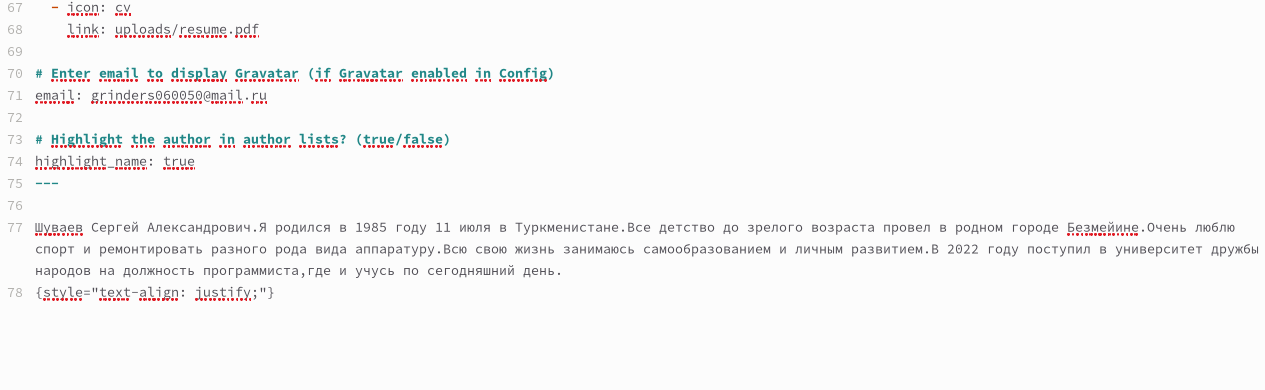 67 - icon: cv
68 link: uploads/resume.pdf
69
70 # Enter email to display Gravatar (if Gravatar enabled in Config)
71 email: grinders060050@mail.ru
72
73 # Highlight the author in author lists? (true/false)
74 highlight_name: true
75 ---
76
77 Шуваев Сергей Александрович.Я родился в 1985 году 11 июля в Туркменистане.Все детство до зрелого возраста провел в родном городе Безмейине.Очень люблю
спорт и ремонтировать разного рода вида аппаратуру.Всю свою жизнь занимаюсь самообразованием и личным развитием.В 2022 году поступил в университет дружбы
народов на должность программиста,где и учусь по сегодняшний день.
78 {style="text-align: justify;"}